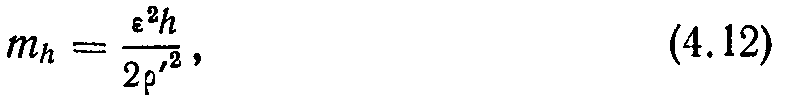 m_h = ε²h / 2ρ′², (4.12)